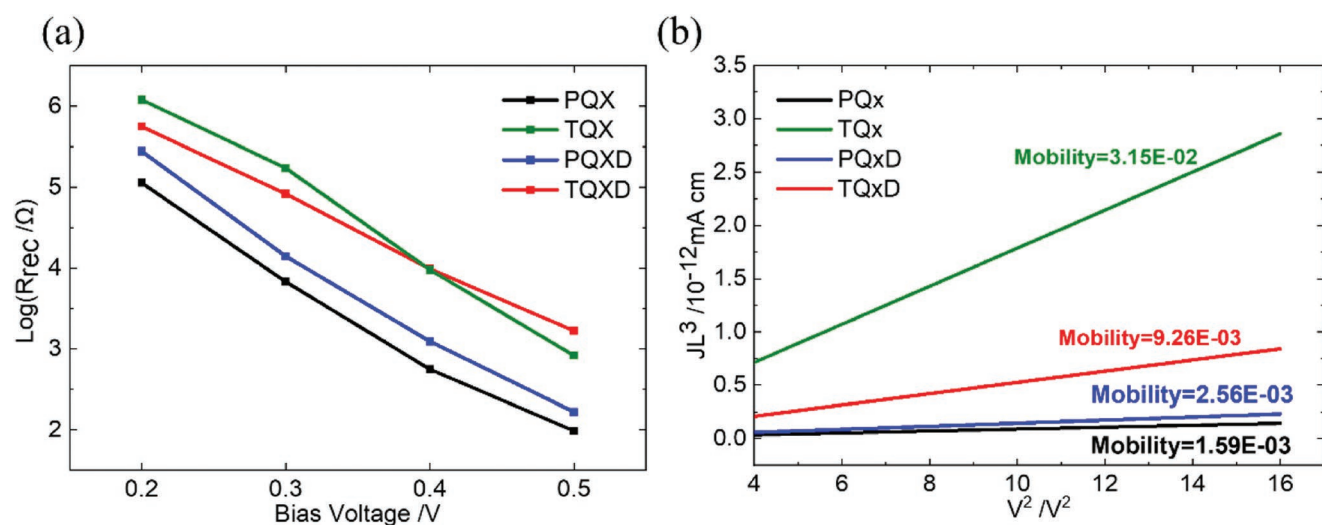 (a)
6
5
4
3
2
Log(Rrec /Ω)
0.2 0.3 0.4 0.5
Bias Voltage /V
PQX
TQX
PQXD
TQXD
(b)
3.5
3.0
2.5
2.0
1.5
1.0
0.5
0.0
JL³ /10⁻¹²mA cm
4 6 8 10 12 14 16
V² /V²
PQx
TQx
PQxD
TQxD
Mobility=3.15E-02
Mobility=9.26E-03
Mobility=2.56E-03
Mobility=1.59E-03